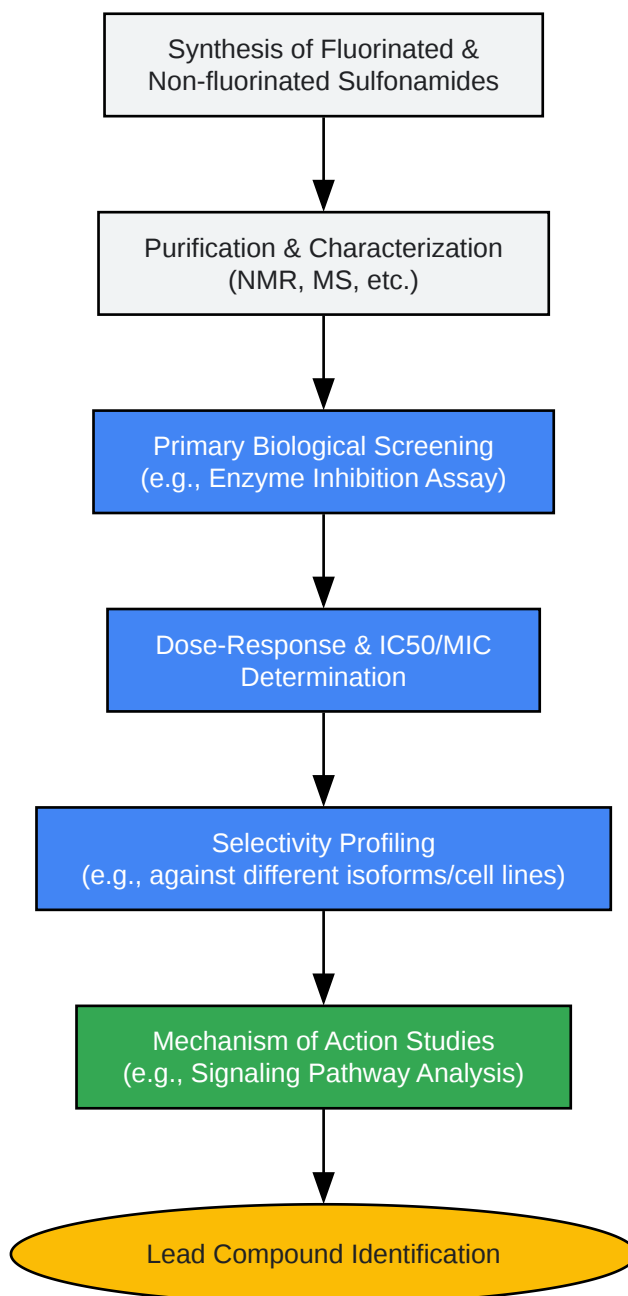 Synthesis of Fluorinated &
Non-fluorinated Sulfonamides
Purification & Characterization
(NMR, MS, etc.)
Primary Biological Screening
(e.g., Enzyme Inhibition Assay)
Dose-Response & IC50/MIC
Determination
Selectivity Profiling
(e.g., against different isoforms/cell lines)
Mechanism of Action Studies
(e.g., Signaling Pathway Analysis)
Lead Compound Identification